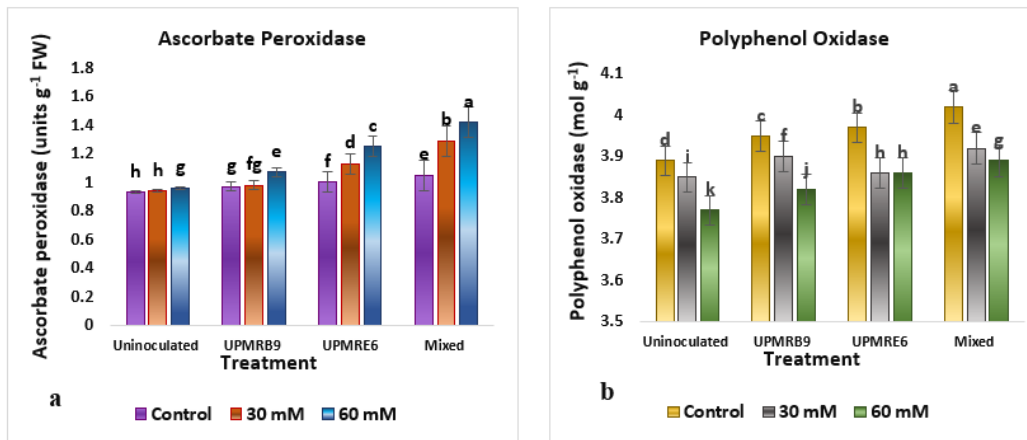 Ascorbate Peroxidase
Ascorbate peroxidase (units g⁻¹ FW)
1.8
1.6
1.4
1.2
1
0.8
0.6
0.4
0.2
0
h h g
g fg e
f d c
e b a
Uninoculated UPMRB9 UPMRE6 Mixed
Treatment
a
Control 30 mM 60 mM
Polyphenol Oxidase
Polyphenol oxidase (mol g⁻¹)
4.1
4
3.9
3.8
3.7
3.6
3.5
d i k
c f j
b h h
a e g
Uninoculated UPMRB9 UPMRE6 Mixed
Treatment
b
Control 30 mM 60 mM